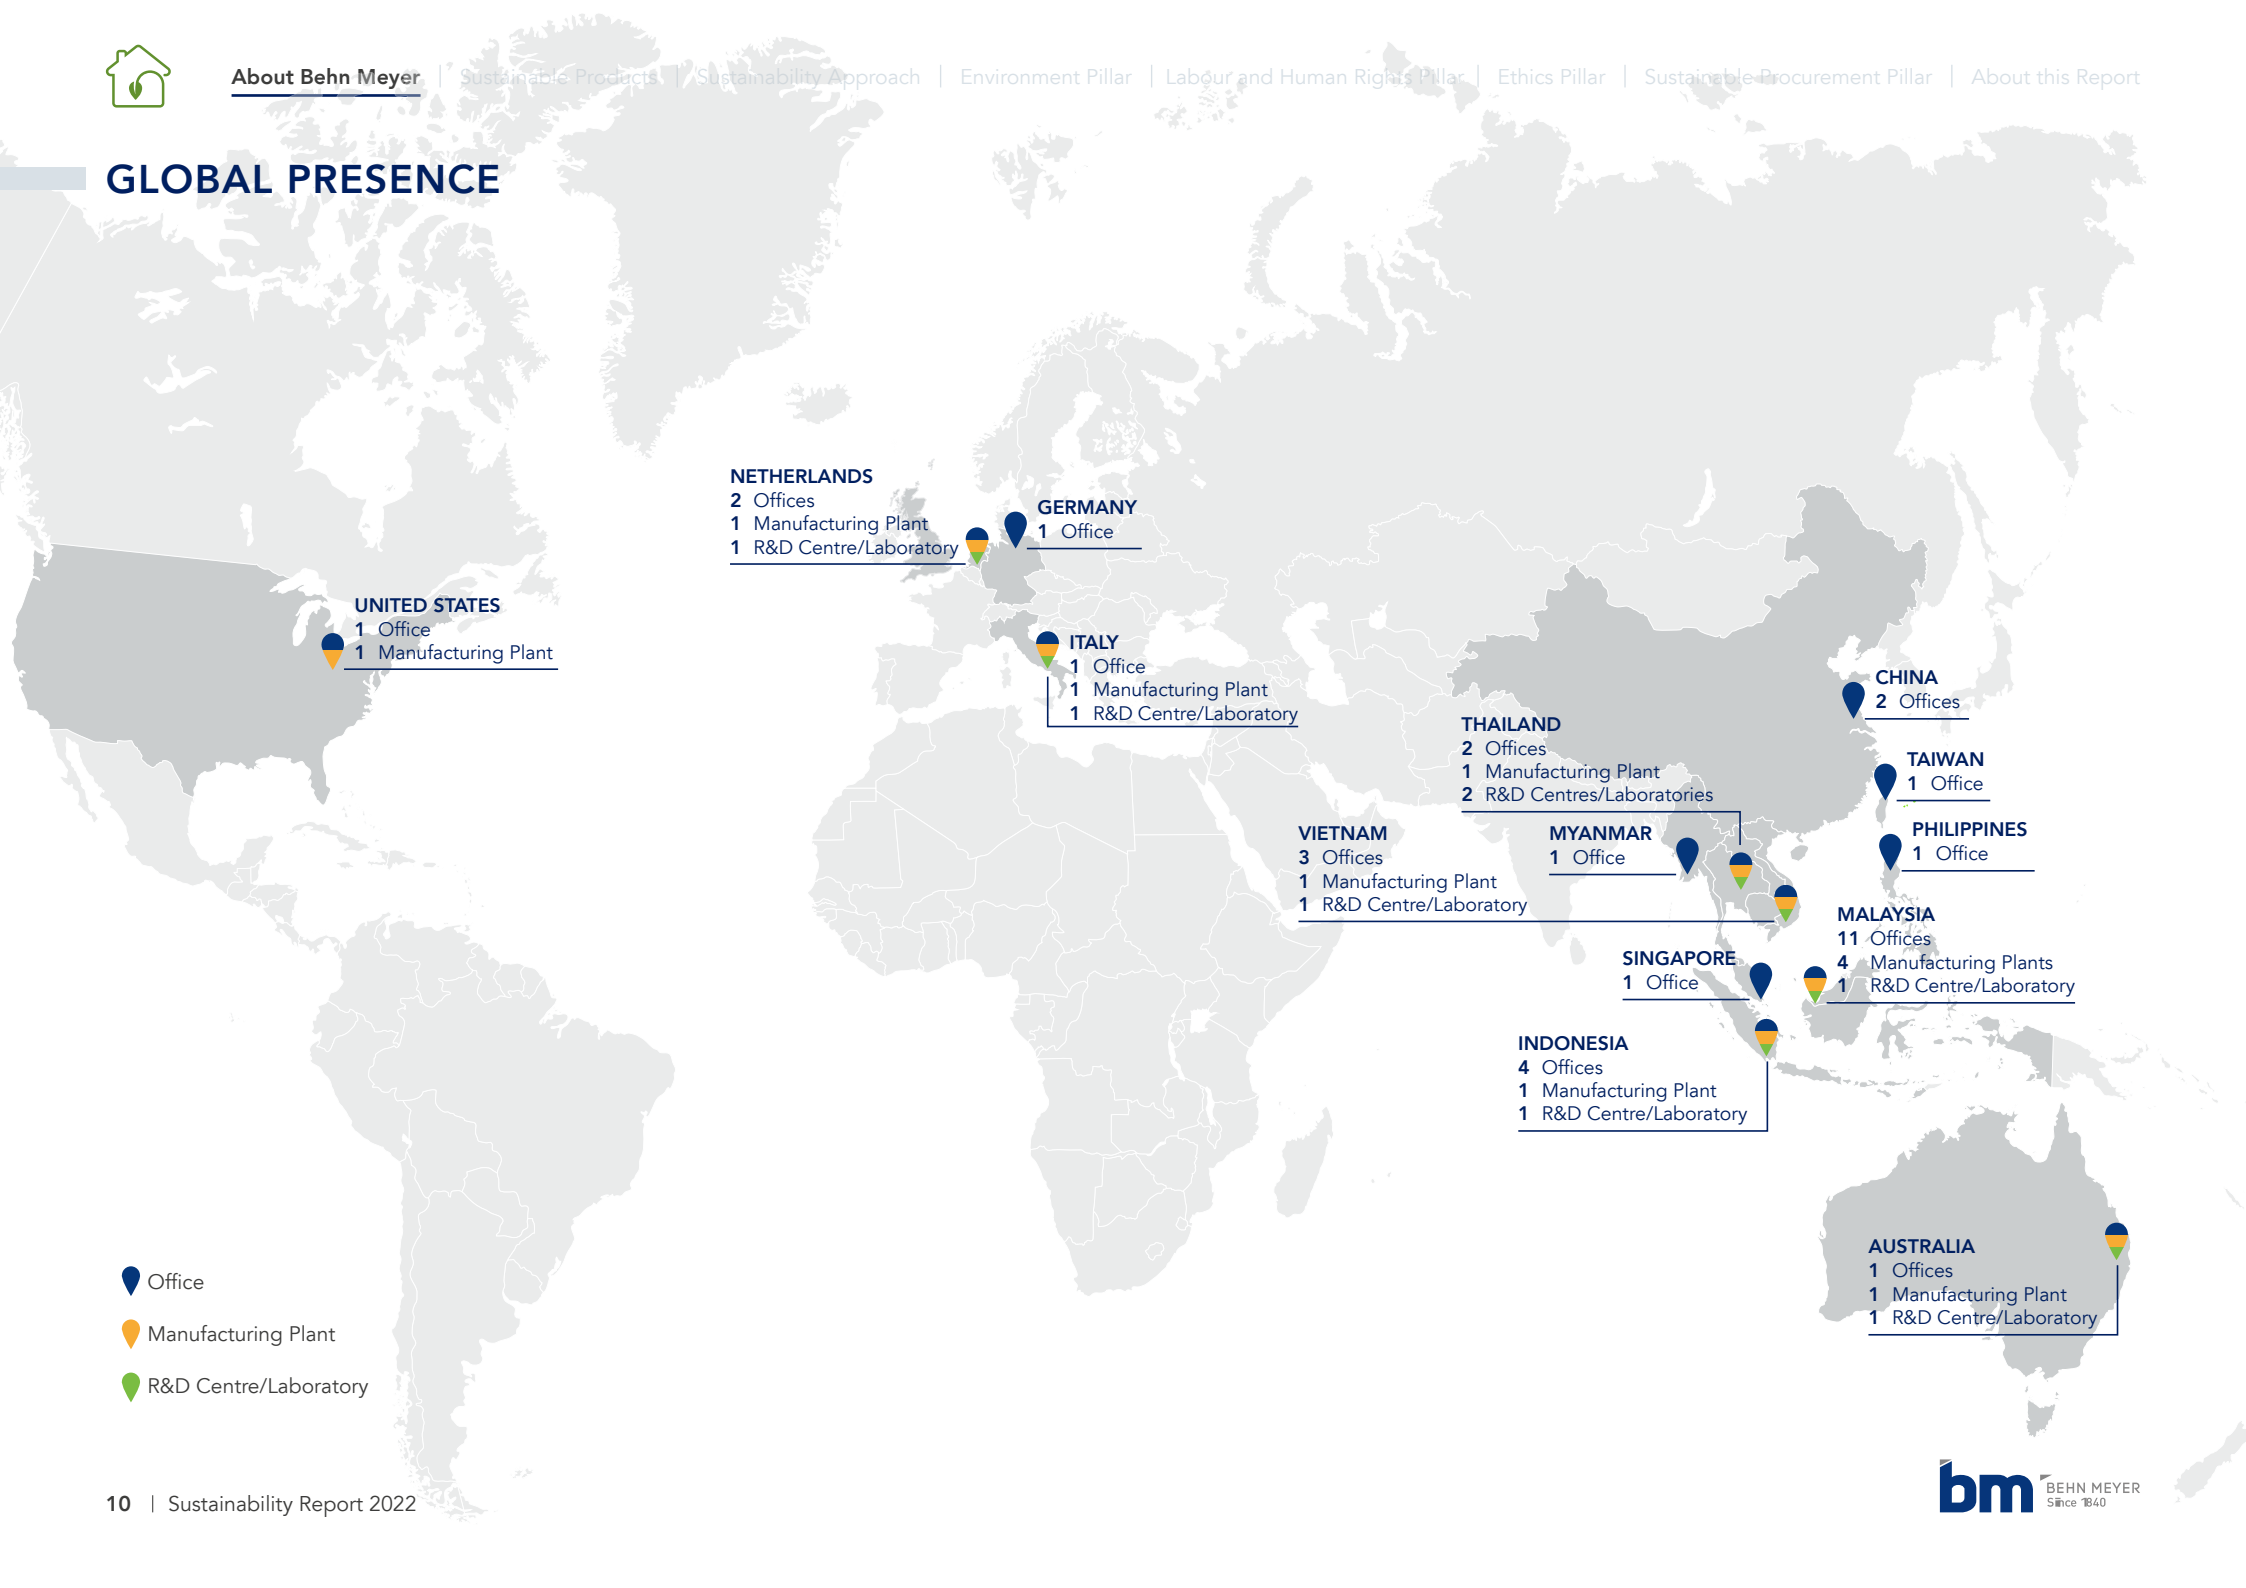 About Behn Meyer | Sustainable Products | Sustainability Approach | Environment Pillar | Labour and Human Rights Pillar | Ethics Pillar | Sustainable Procurement Pillar | About this Report
GLOBAL PRESENCE
NETHERLANDS
2 Offices
1 Manufacturing Plant
1 R&D Centre/Laboratory
GERMANY
1 Office
UNITED STATES
1 Office
1 Manufacturing Plant
ITALY
1 Office
1 Manufacturing Plant
1 R&D Centre/Laboratory
CHINA
2 Offices
THAILAND
2 Offices
1 Manufacturing Plant
2 R&D Centres/Laboratories
TAIWAN
1 Office
VIETNAM
3 Offices
1 Manufacturing Plant
1 R&D Centre/Laboratory
MYANMAR
1 Office
PHILIPPINES
1 Office
MALAYSIA
11 Offices
4 Manufacturing Plants
1 R&D Centre/Laboratory
SINGAPORE
1 Office
INDONESIA
4 Offices
1 Manufacturing Plant
1 R&D Centre/Laboratory
AUSTRALIA
1 Offices
1 Manufacturing Plant
1 R&D Centre/Laboratory
Office
Manufacturing Plant
R&D Centre/Laboratory
10 | Sustainability Report 2022
bm
BEHN MEYER
Since 1840